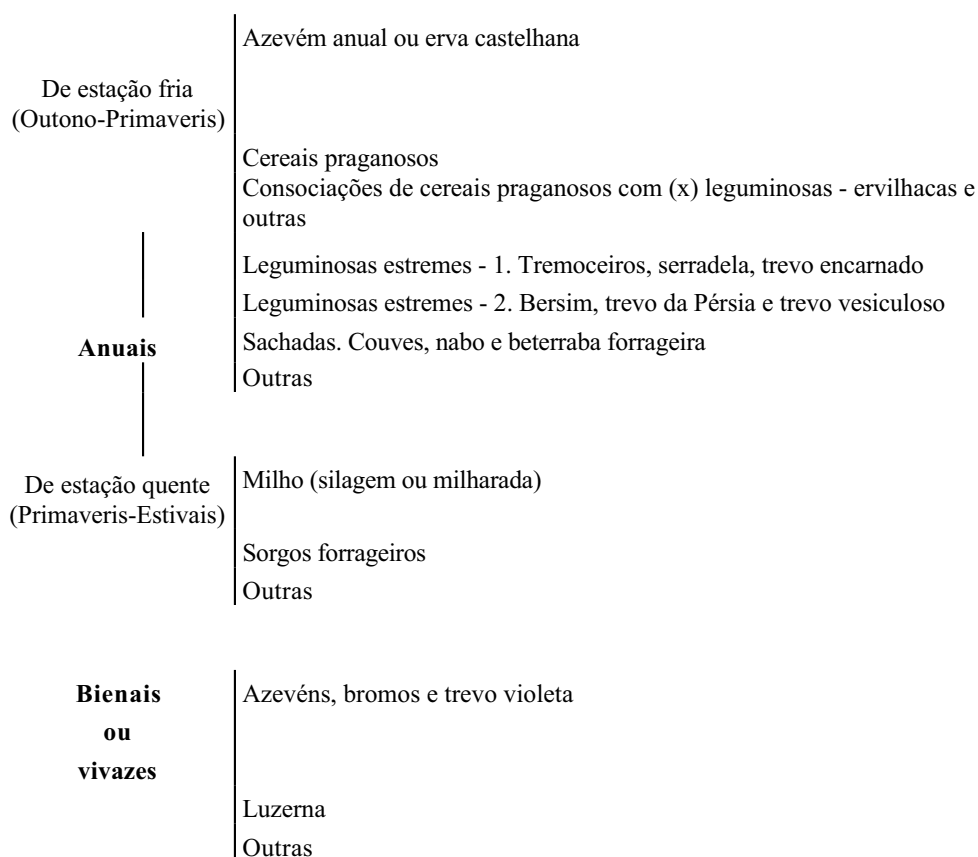 Azevém anual ou erva castelhana
De estação fria
(Outono-Primaveris)
Cereais praganosos
Consociações de cereais praganosos com (x) leguminosas - ervilhacas e
outras
Leguminosas estremes - 1. Tremoceiros, serradela, trevo encarnado
Leguminosas estremes - 2. Bersim, trevo da Pérsia e trevo vesiculoso
Anuais
Sachadas. Couves, nabo e beterraba forrageira
Outras
De estação quente
(Primaveris-Estivais)
Milho (silagem ou milharada)
Sorgos forrageiros
Outras
Bienais
ou
vivazes
Azevéns, bromos e trevo violeta
Luzerna
Outras